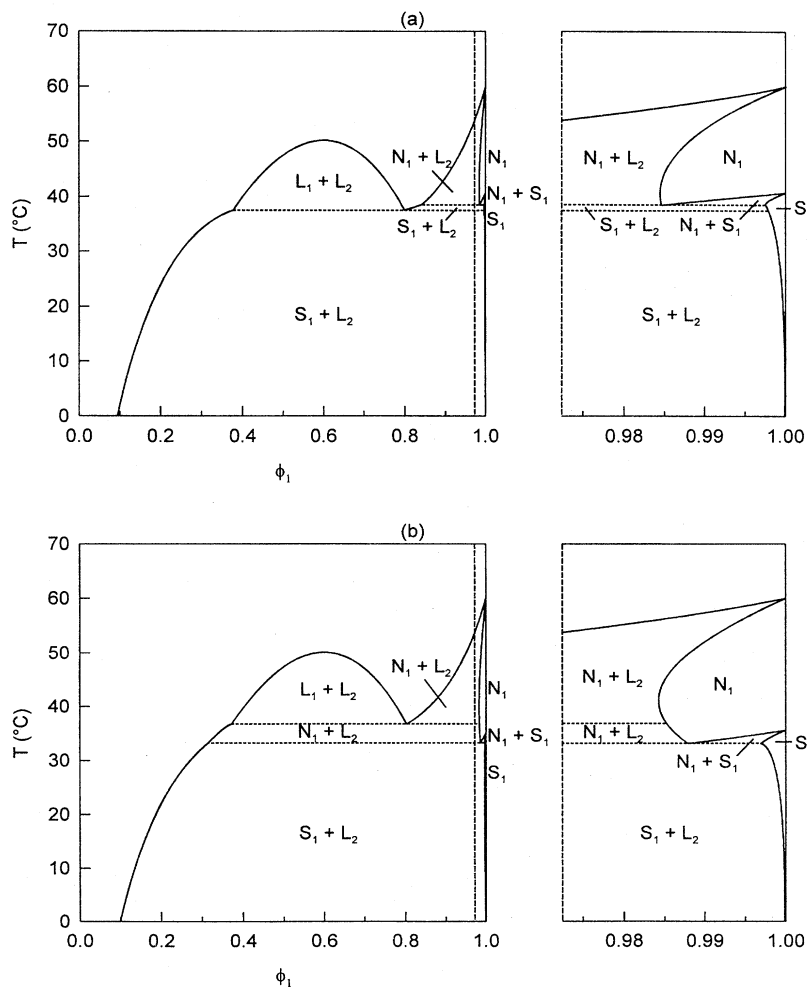 (a)
70
60
50
40
30
20
10
0
T (°C)
L₁ + L₂
N₁ + L₂
N₁
N₁ + S₁
S₁ + L₂
S₁
S₁ + L₂
0.0 0.2 0.4 0.6 0.8 1.0
ϕ₁
N₁ + L₂
N₁
S
S₁ + L₂
N₁ + S₁
S₁ + L₂
0.98 0.99 1.00
(b)
70
60
50
40
30
20
10
0
T (°C)
N₁ + L₂
L₁ + L₂
N₁
N₁ + L₂
N₁ + S₁
S₁
S₁ + L₂
0.0 0.2 0.4 0.6 0.8 1.0
ϕ₁
N₁ + L₂
N₁
N₁ + L₂
S
N₁ + S₁
S₁ + L₂
0.98 0.99 1.00